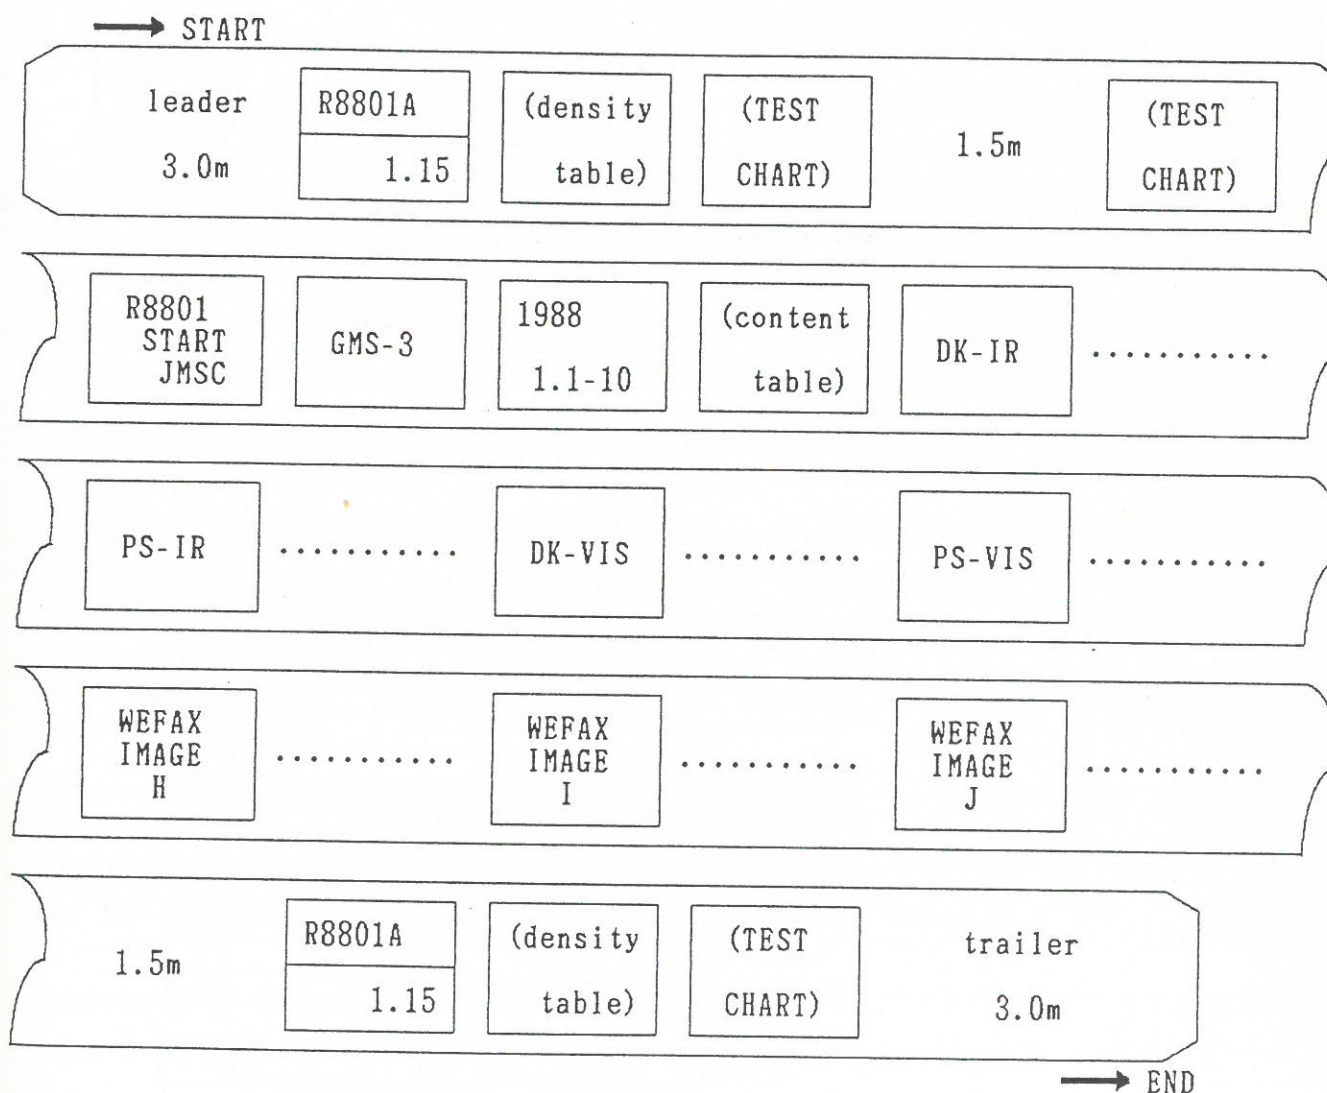 → START
leader
3.0m
R8801A
1.15
(density
table)
(TEST
CHART)
1.5m
(TEST
CHART)
R8801
START
JMSC
GMS-3
1988
1.1-10
(content
table)
DK-IR
...........
PS-IR
...........
DK-VIS
...........
PS-VIS
...........
WEFAX
IMAGE
H
...........
WEFAX
IMAGE
I
...........
WEFAX
IMAGE
J
...........
1.5m
R8801A
1.15
(density
table)
(TEST
CHART)
trailer
3.0m
→ END